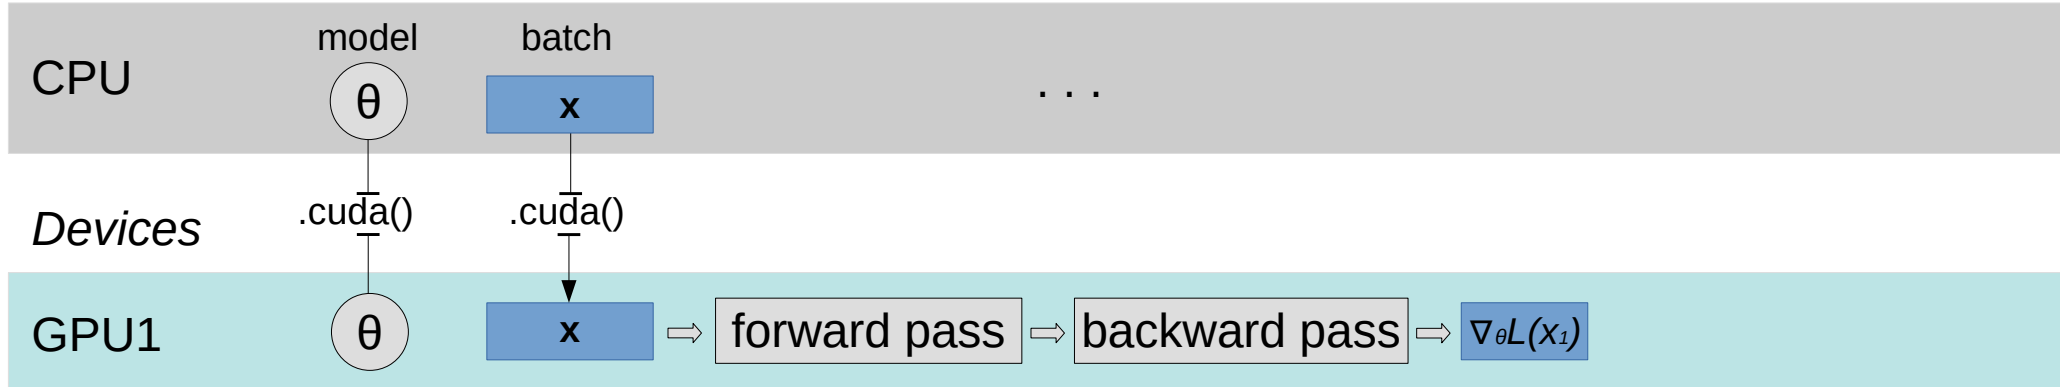 model batch
CPU θ x . . .
Devices .cuda() .cuda()
GPU1 θ x forward pass backward pass ∇θL(x₁)